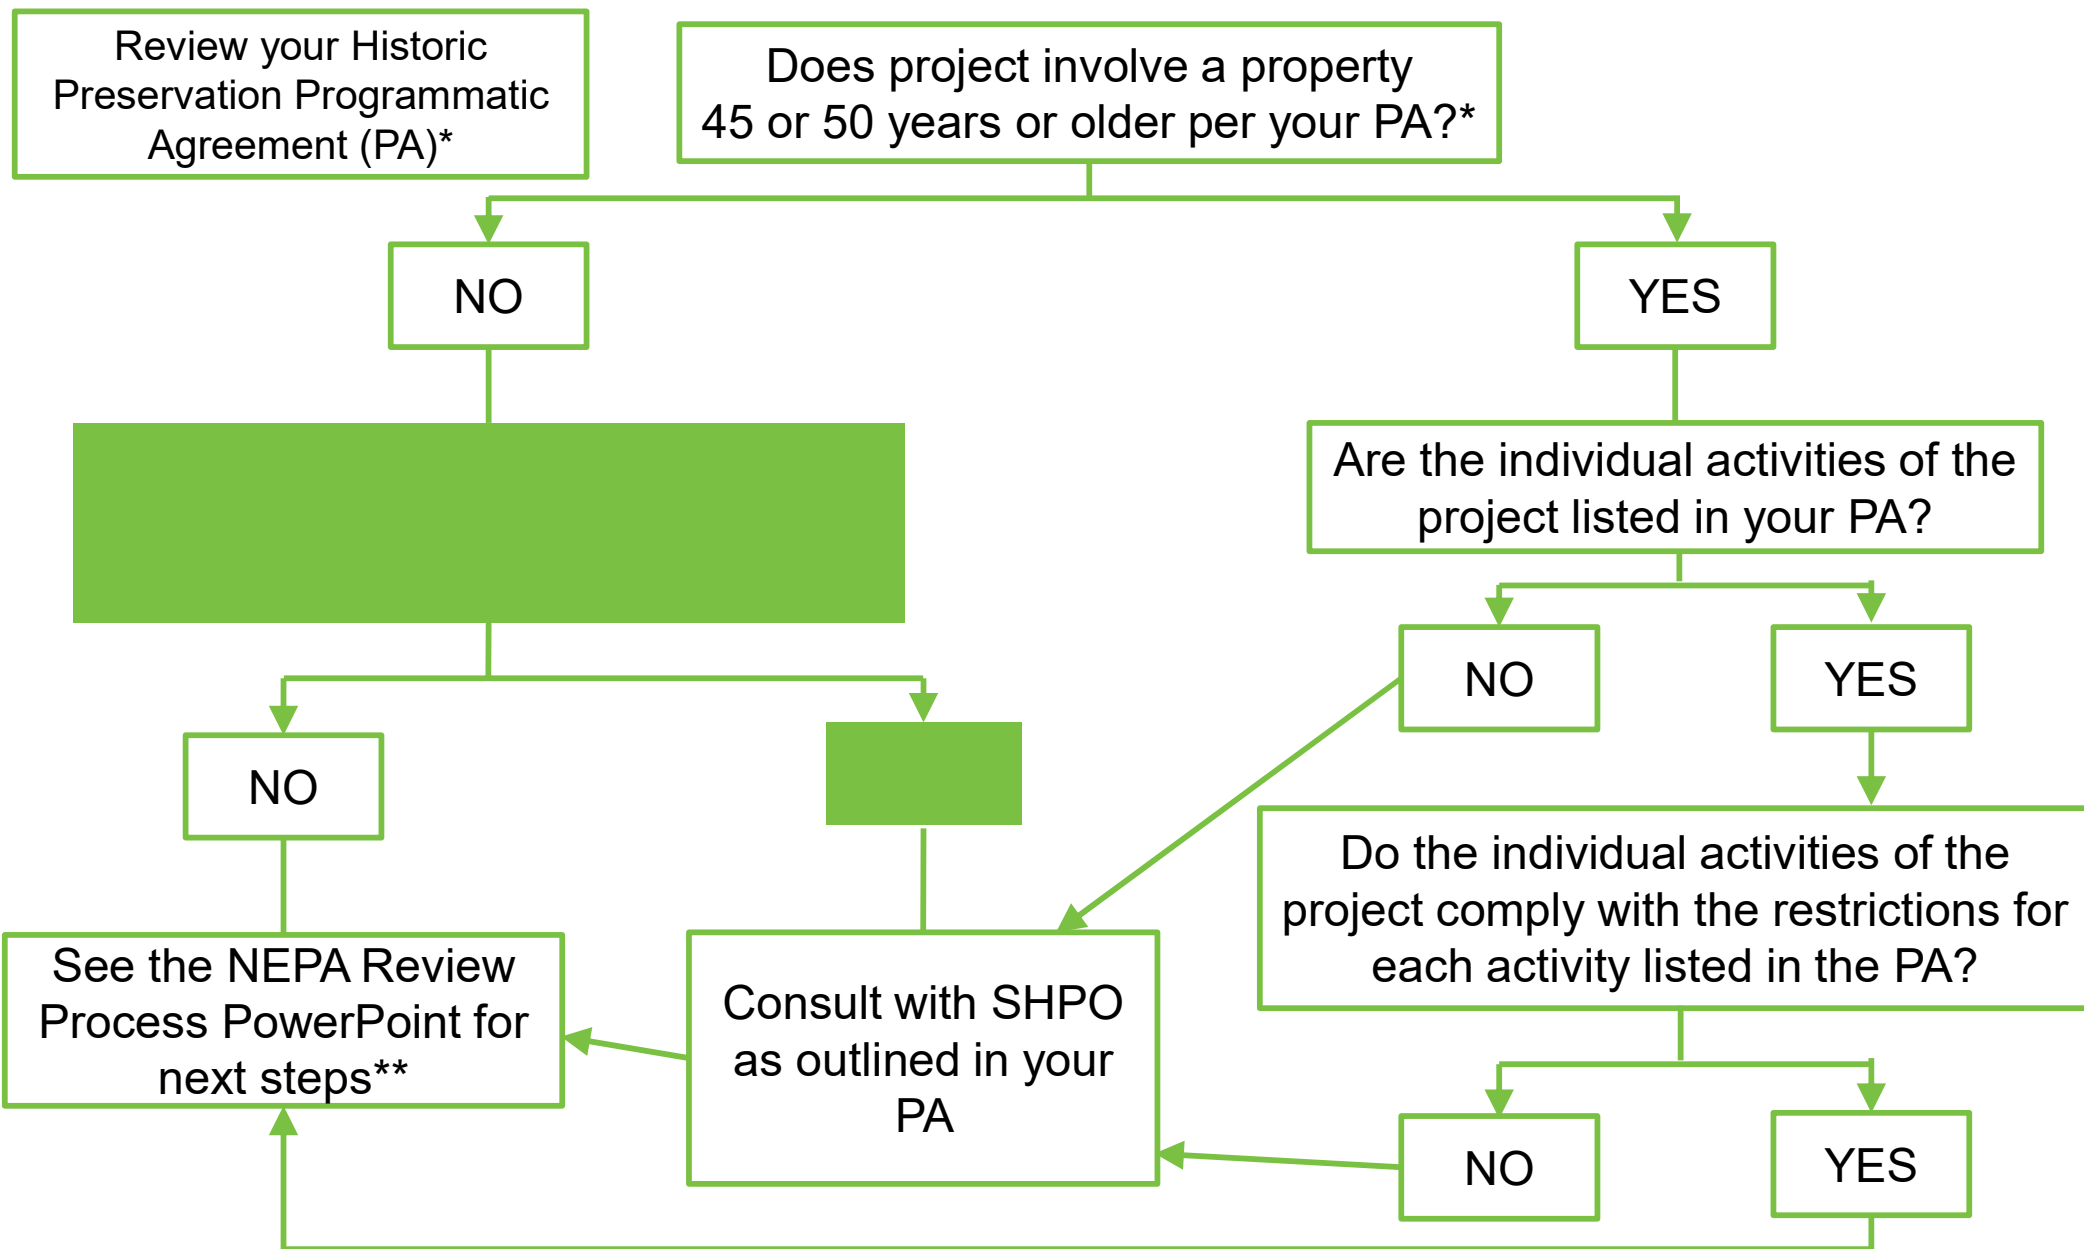 Review your Historic
Preservation Programmatic
Agreement (PA)*
Does project involve a property
45 or 50 years or older per your PA?*
NO
YES
Are the individual activities of the
project listed in your PA?
NO
YES
NO
Do the individual activities of the
project comply with the restrictions for
each activity listed in the PA?
See the NEPA Review
Process PowerPoint for
next steps**
Consult with SHPO
as outlined in your
PA
NO
YES